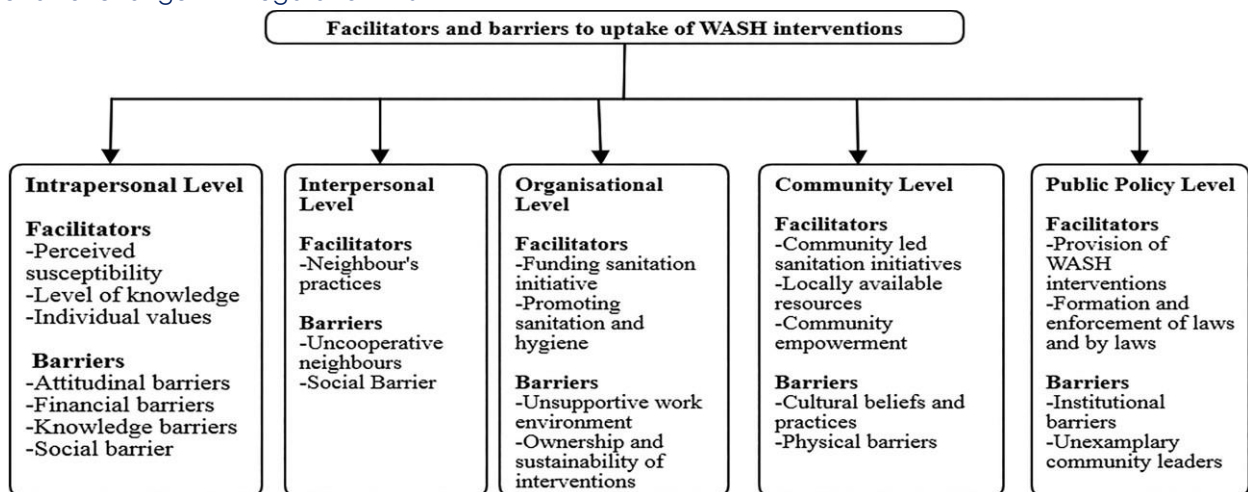 Facilitators and barriers to uptake of WASH interventions
Intrapersonal Level
Facilitators
-Perceived
susceptibility
-Level of knowledge
-Individual values
Barriers
-Attitudinal barriers
-Financial barriers
-Knowledge barriers
-Social barrier
Interpersonal
Level
Facilitators
-Neighbour's
practices
Barriers
-Uncooperative
neighbours
-Social Barrier
Organisational
Level
Facilitators
-Funding sanitation
initiative
-Promoting
sanitation and
hygiene
Barriers
-Unsupportive work
environment
-Ownership and
sustainability of
interventions
Community Level
Facilitators
-Community led
sanitation initiatives
-Locally available
resources
-Community
empowerment
Barriers
-Cultural beliefs and
practices
-Physical barriers
Public Policy Level
Facilitators
-Provision of
WASH
interventions
-Formation and
enforcement of laws
and by laws
Barriers
-Institutional
barriers
-Unexamplary
community leaders